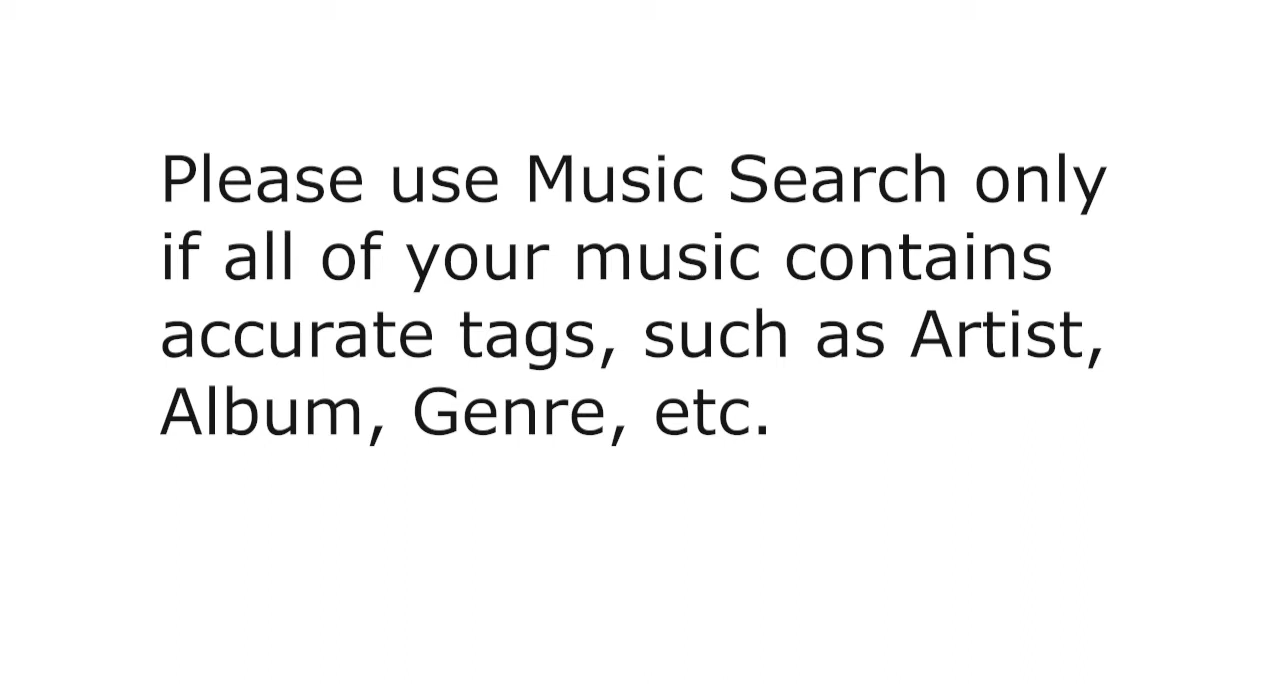 Please use Music Search only
if all of your music contains
accurate tags, such as Artist,
Album, Genre, etc.